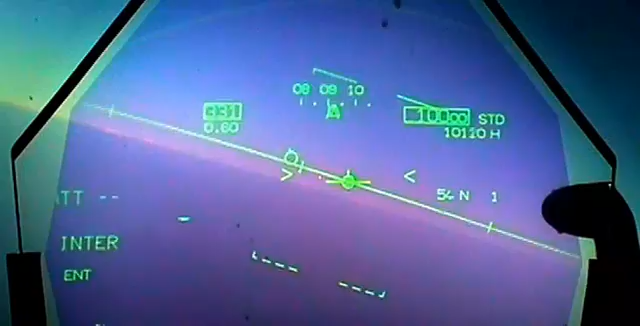 08 09 10
331
0.60
10000 STD
10110 H
54 N 1
ATT --
INTER
ENT